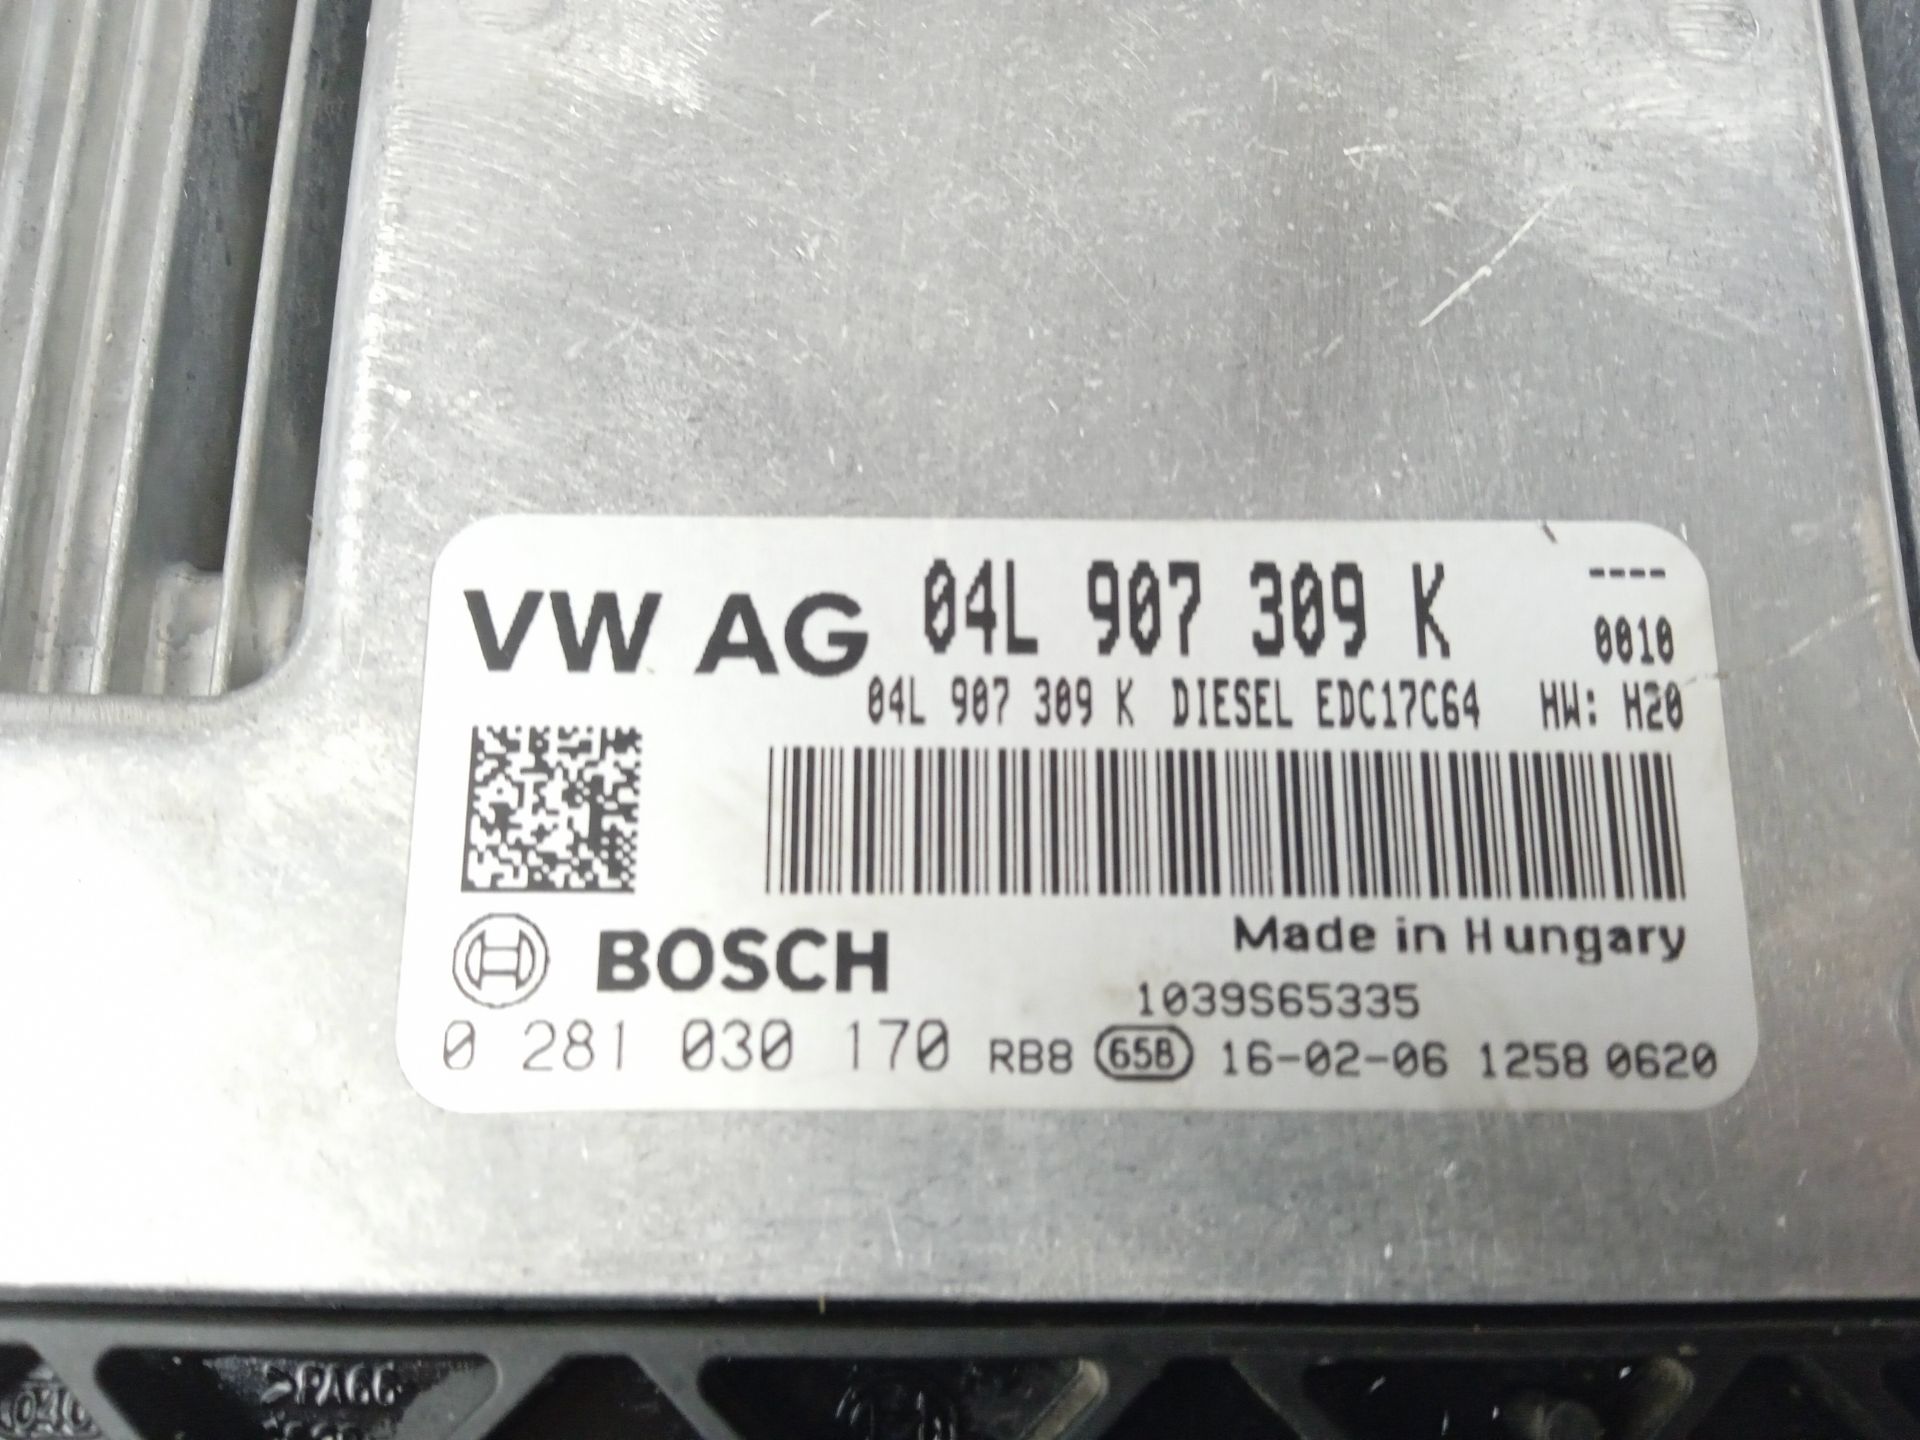 VW AG 04L 907 309 K ----
0010
04L 907 309 K DIESEL EDC17C64 HW: H20
Made in Hungary
BOSCH
1039S65335
0 281 030 170 RB8 65B 16-02-06 1258 0620
>PA66